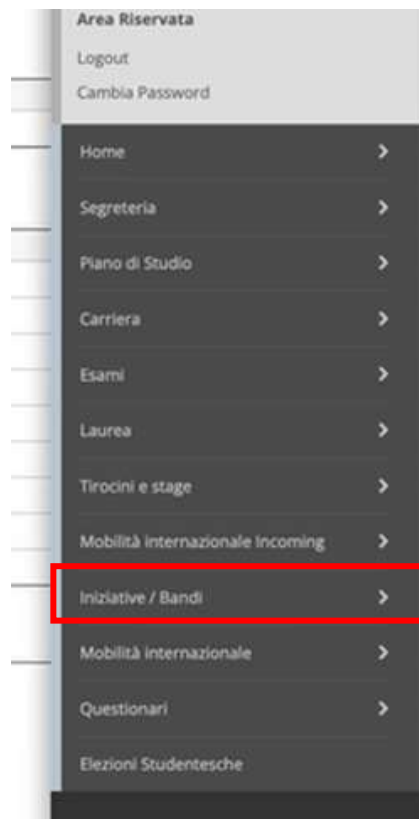 Area Riservata
Logout
Cambia Password
Home
Segreteria
Piano di Studio
Carriera
Esami
Laurea
Tirocini e stage
Mobilità internazionale Incoming
Iniziative / Bandi
Mobilità internazionale
Questionari
Elezioni Studentesche